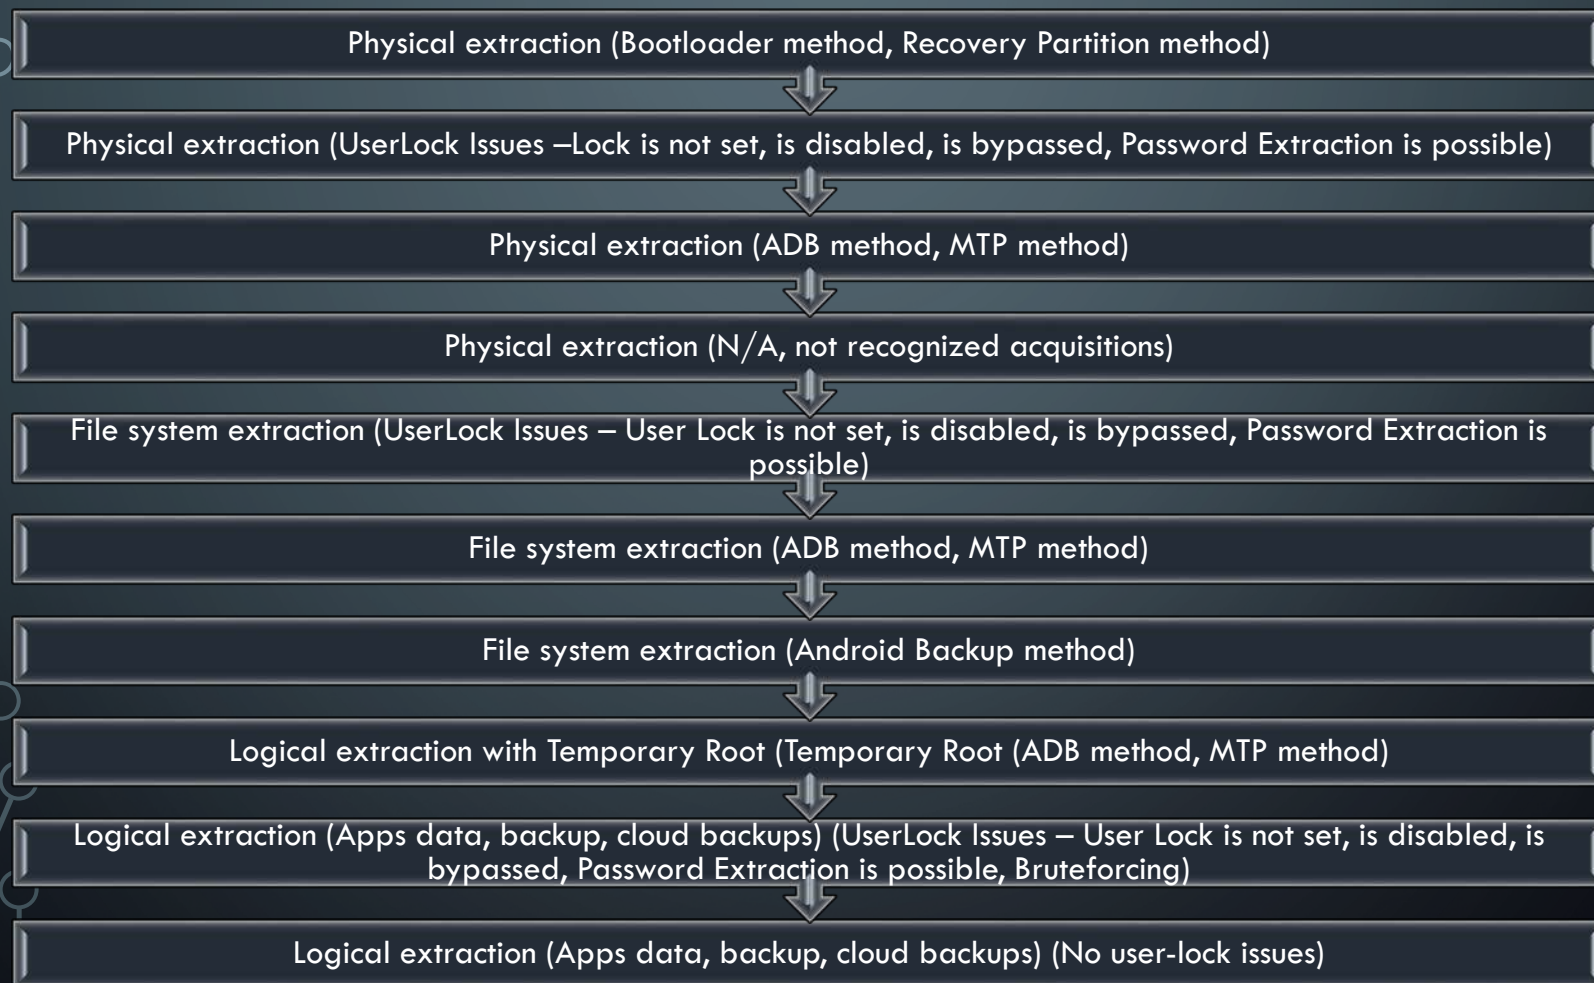 Physical extraction (Bootloader method, Recovery Partition method)
Physical extraction (UserLock Issues –Lock is not set, is disabled, is bypassed, Password Extraction is possible)
Physical extraction (ADB method, MTP method)
Physical extraction (N/A, not recognized acquisitions)
File system extraction (UserLock Issues – User Lock is not set, is disabled, is bypassed, Password Extraction is
possible)
File system extraction (ADB method, MTP method)
File system extraction (Android Backup method)
Logical extraction with Temporary Root (Temporary Root (ADB method, MTP method)
Logical extraction (Apps data, backup, cloud backups) (UserLock Issues – User Lock is not set, is disabled, is
bypassed, Password Extraction is possible, Bruteforcing)
Logical extraction (Apps data, backup, cloud backups) (No user-lock issues)